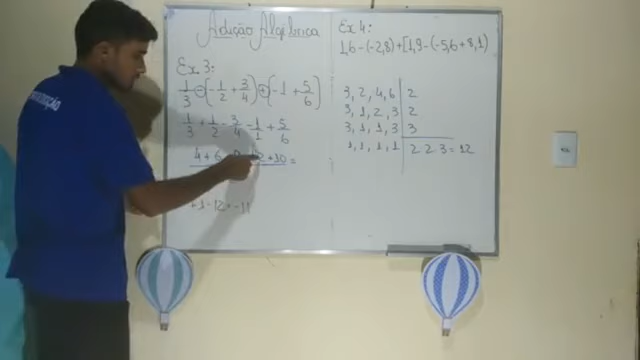 Adição Algébrica
Ex 3:
1/3 - (-1/2 + 3/4) + (-1 + 5/6)
1/3 + 1/2 - 3/4 - 1/1 + 5/6
4 + 6 - 9 - 12 + 10 =
+1 - 12 = -11
Ex 4:
1,6 - (-2,8) + [1,9 - (-5,6 + 8,1)
3, 2, 4, 6 | 2
3, 1, 2, 3 | 2
3, 1, 1, 3 | 3
1, 1, 1, 1 | 2 2 3 = 12